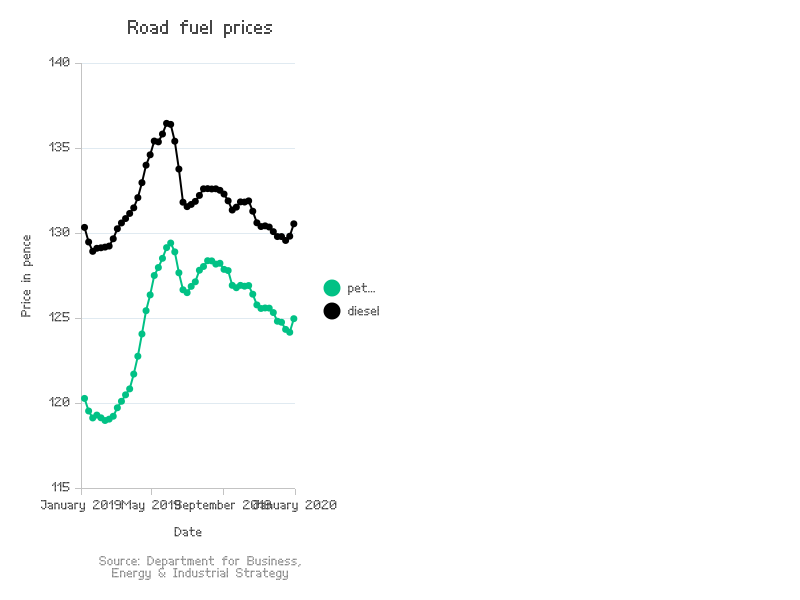 Road fuel prices
140
135
130
125
120
115
Price in pence
January 2019 May 2019 September 2019 January 2020
Date
pet...
diesel
Source: Department for Business,
Energy & Industrial Strategy